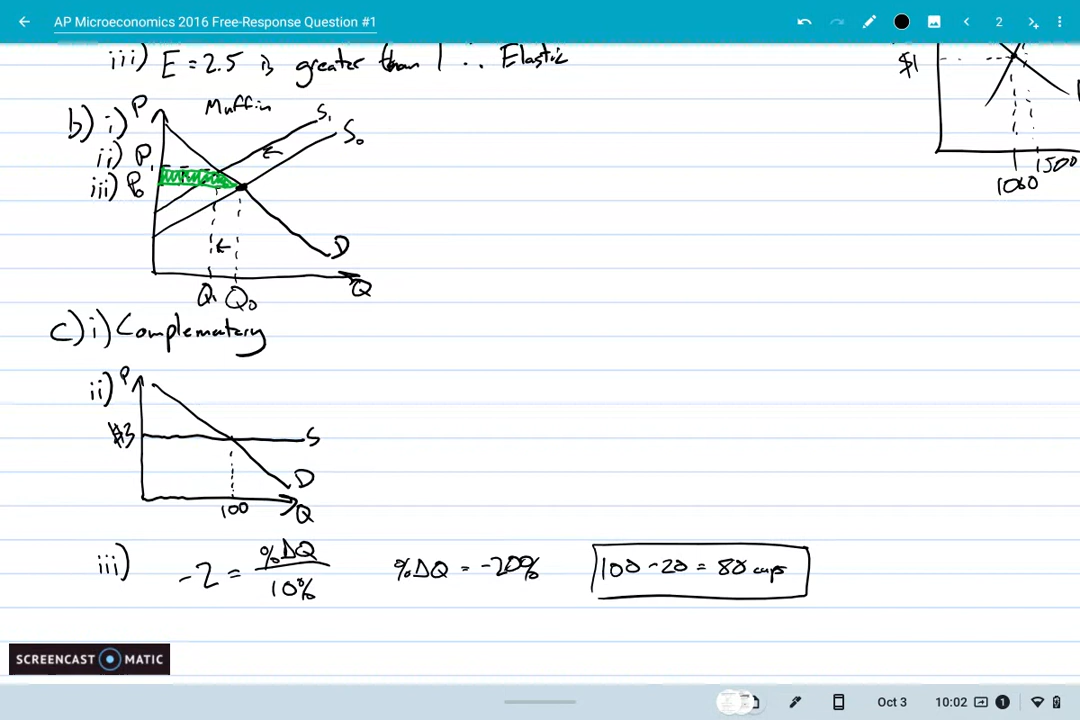 AP Microeconomics 2016 Free-Response Question #1
2
iii) E = 2.5 is greater than 1 ∴ Elastic
$1
1500
1000
b) i) P Muffin S₁
S₀
ii) P₁
iii) P₀
D
Q₁ Q₀ Q
c) i) Complementary
ii) P
$3 S
D
100 Q
iii) -2 = %ΔQ / 10% %ΔQ = -20% 100 - 20 = 80 cups
SCREENCAST MATIC
Oct 3 10:02 1